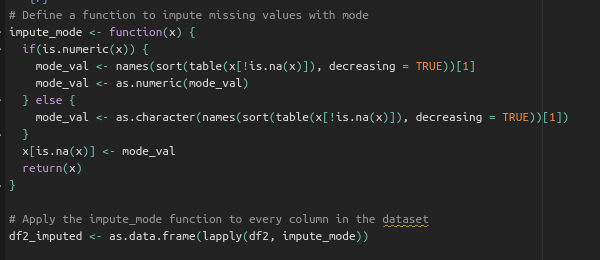 # Define a function to impute missing values with mode
impute_mode <- function(x) {
  if(is.numeric(x)) {
    mode_val <- names(sort(table(x[!is.na(x)]), decreasing = TRUE))[1]
    mode_val <- as.numeric(mode_val)
  } else {
    mode_val <- as.character(names(sort(table(x[!is.na(x)]), decreasing = TRUE))[1])
  }
  x[is.na(x)] <- mode_val
  return(x)
}
# Apply the impute_mode function to every column in the dataset
df2_imputed <- as.data.frame(lapply(df2, impute_mode))